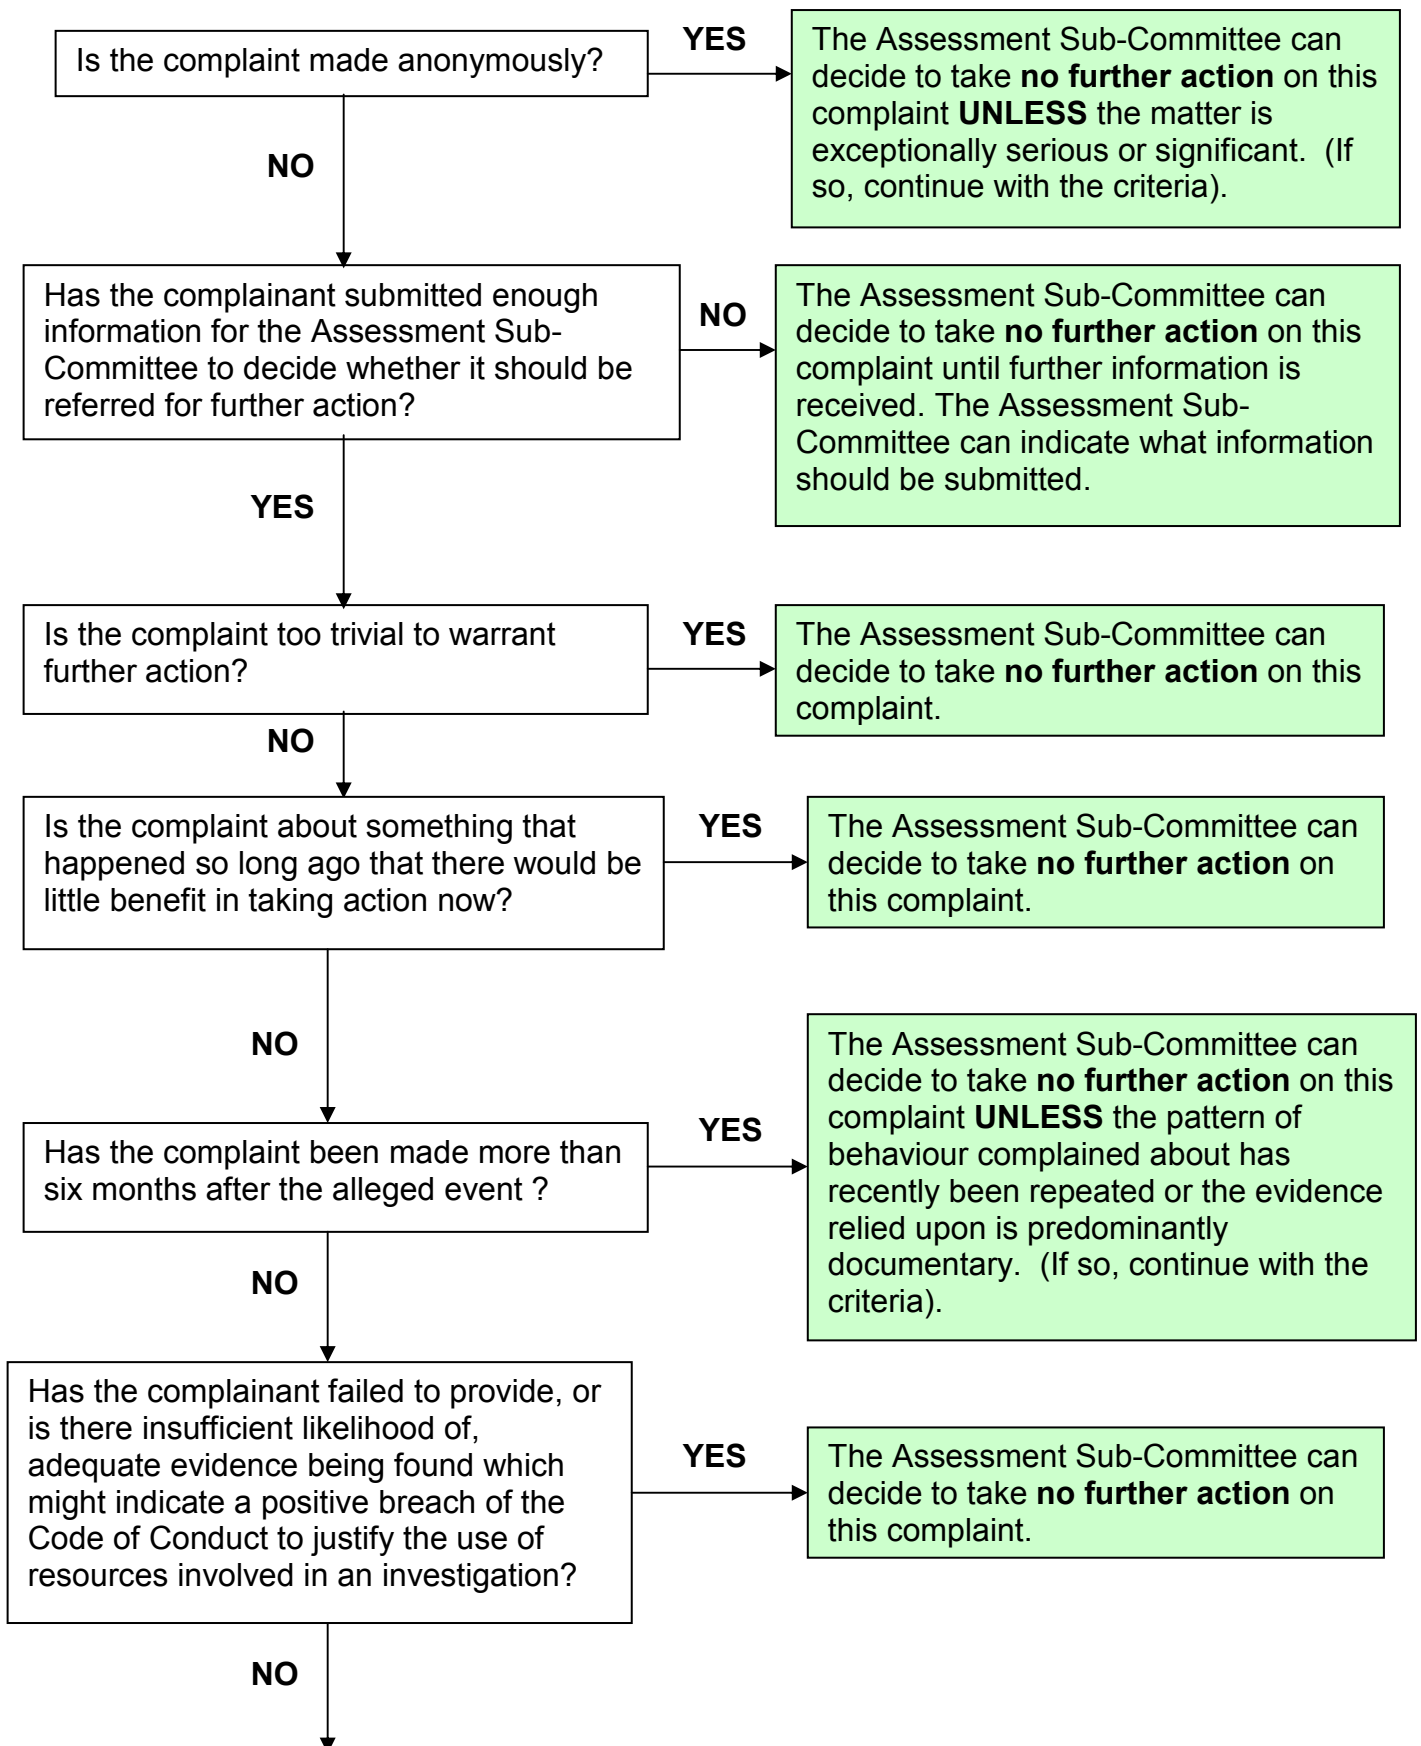 Is the complaint made anonymously?
YES
The Assessment Sub-Committee can
decide to take no further action on this
complaint UNLESS the matter is
exceptionally serious or significant.  (If
so, continue with the criteria).
NO
Has the complainant submitted enough
information for the Assessment Sub-
Committee to decide whether it should be
referred for further action?
NO
The Assessment Sub-Committee can
decide to take no further action on this
complaint until further information is
received. The Assessment Sub-
Committee can indicate what information
should be submitted.
YES
Is the complaint too trivial to warrant
further action?
YES
The Assessment Sub-Committee can
decide to take no further action on this
complaint.
NO
Is the complaint about something that
happened so long ago that there would be
little benefit in taking action now?
YES
The Assessment Sub-Committee can
decide to take no further action on
this complaint.
NO
Has the complaint been made more than
six months after the alleged event ?
YES
The Assessment Sub-Committee can
decide to take no further action on this
complaint UNLESS the pattern of
behaviour complained about has
recently been repeated or the evidence
relied upon is predominantly
documentary.  (If so, continue with the
criteria).
NO
Has the complainant failed to provide, or
is there insufficient likelihood of,
adequate evidence being found which
might indicate a positive breach of the
Code of Conduct to justify the use of
resources involved in an investigation?
YES
The Assessment Sub-Committee can
decide to take no further action on
this complaint.
NO